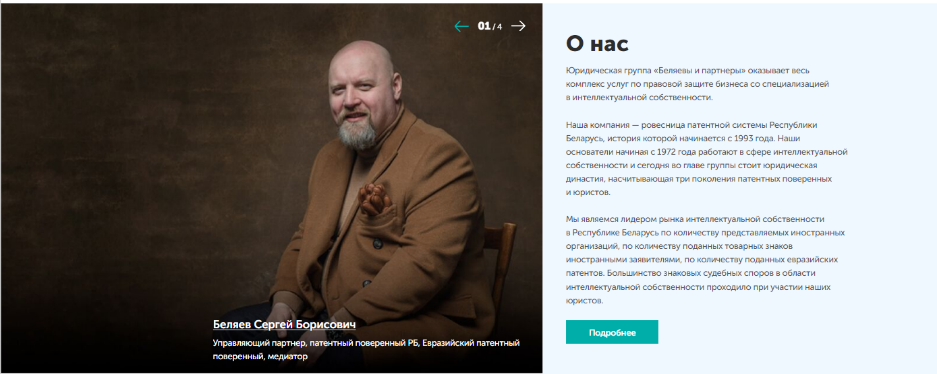 01 / 4
Беляев Сергей Борисович
Управляющий партнер, патентный поверенный РБ, Евразийский патентный
поверенный, медиатор
О нас
Юридическая группа «Беляевы и партнеры» оказывает весь
комплекс услуг по правовой защите бизнеса со специализацией
в интеллектуальной собственности.
Наша компания — ровесница патентной системы Республики
Беларусь, история которой начинается с 1993 года. Наши
основатели начиная с 1972 года работают в сфере интеллектуальной
собственности и сегодня во главе группы стоит юридическая
династия, насчитывающая три поколения патентных поверенных
и юристов.
Мы являемся лидером рынка интеллектуальной собственности
в Республике Беларусь по количеству представляемых иностранных
организаций, по количеству поданных товарных знаков
иностранными заявителями, по количеству поданных евразийских
патентов. Большинство знаковых судебных споров в области
интеллектуальной собственности проходило при участии наших
юристов.
Подробнее